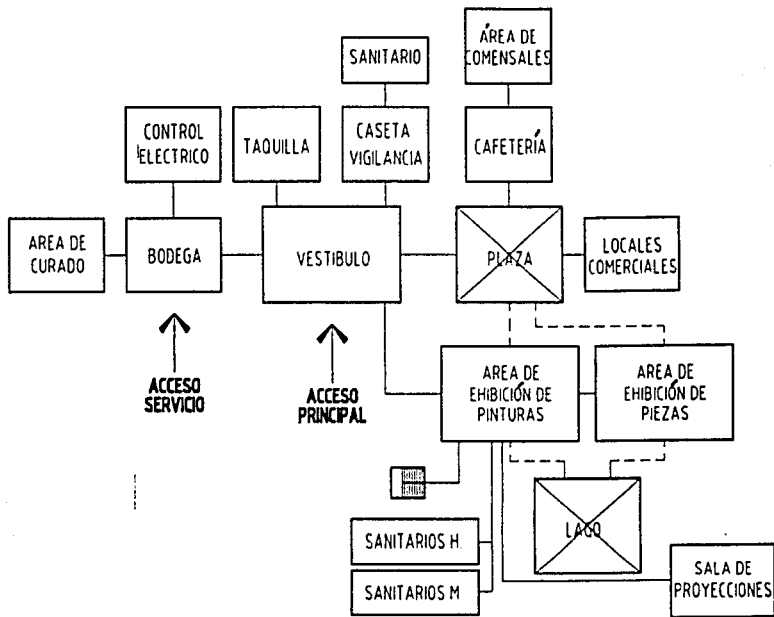 SANITARIO
ÁREA DE
COMENSALES
CONTROL
ELECTRICO
TAQUILLA
CASETA
VIGILANCIA
CAFETERÍA
AREA DE
CURADO
BODEGA
VESTIBULO
PLAZA
LOCALES
COMERCIALES
ACCESO
SERVICIO
ACCESO
PRINCIPAL
AREA DE
EHIBICIÓN DE
PINTURAS
AREA DE
EHIBICIÓN DE
PIEZAS
LAGO
SANITARIOS H.
SANITARIOS M
SALA DE
PROYECCIONES